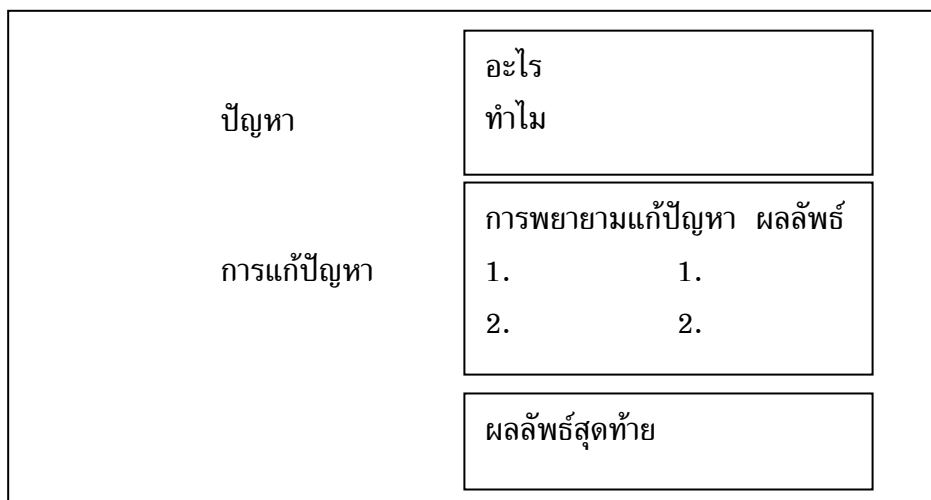 อะไร
ปัญหา ทำไม
การพยายามแก้ปัญหา ผลลัพธ์
การแก้ปัญหา 1. 1.
2. 2.
ผลลัพธ์สุดท้าย